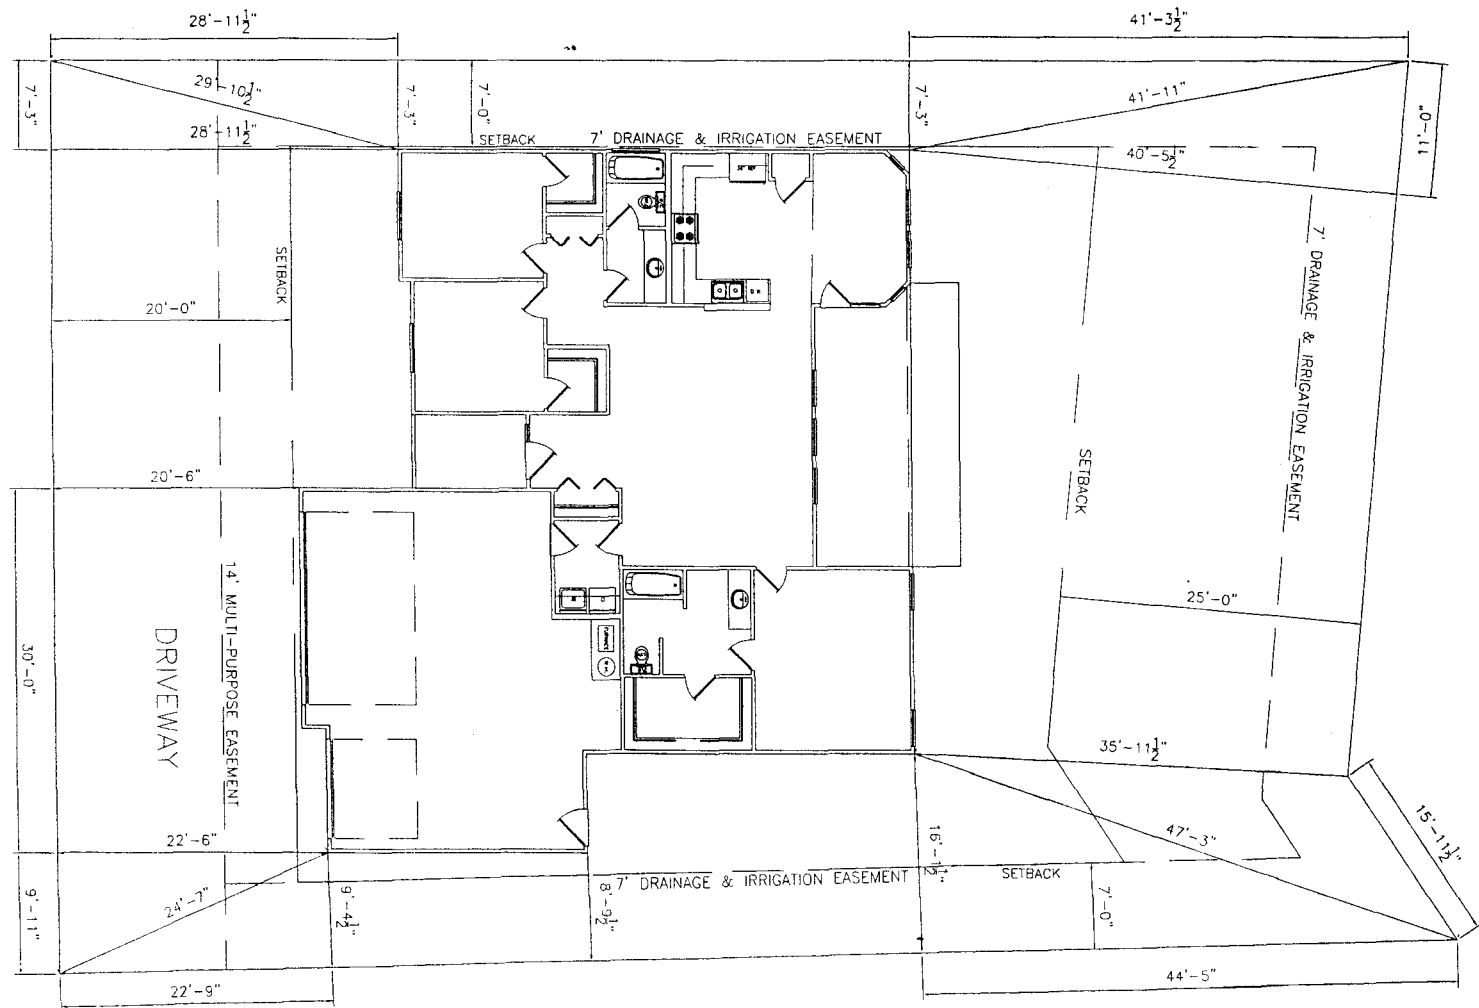 28'-11½"
41'-3½"
29'-10½"
41'-11"
7'-3"
7'-3"
7'-0"
7'-3"
11'-0"
28'-11½"
SETBACK
7' DRAINAGE & IRRIGATION EASEMENT
40'-5½"
SETBACK
7' DRAINAGE & IRRIGATION EASEMENT
20'-0"
SETBACK
20'-6"
14' MULTI-PURPOSE EASEMENT
25'-0"
DRIVEWAY
30'-0"
FURNACE
35'-11½"
15'-11½"
47'-3"
22'-6"
16'-1½"
24'-7"
9'-11"
9'-4½"
8'-9½"
7' DRAINAGE & IRRIGATION EASEMENT
SETBACK
7'-0"
22'-9"
44'-5"